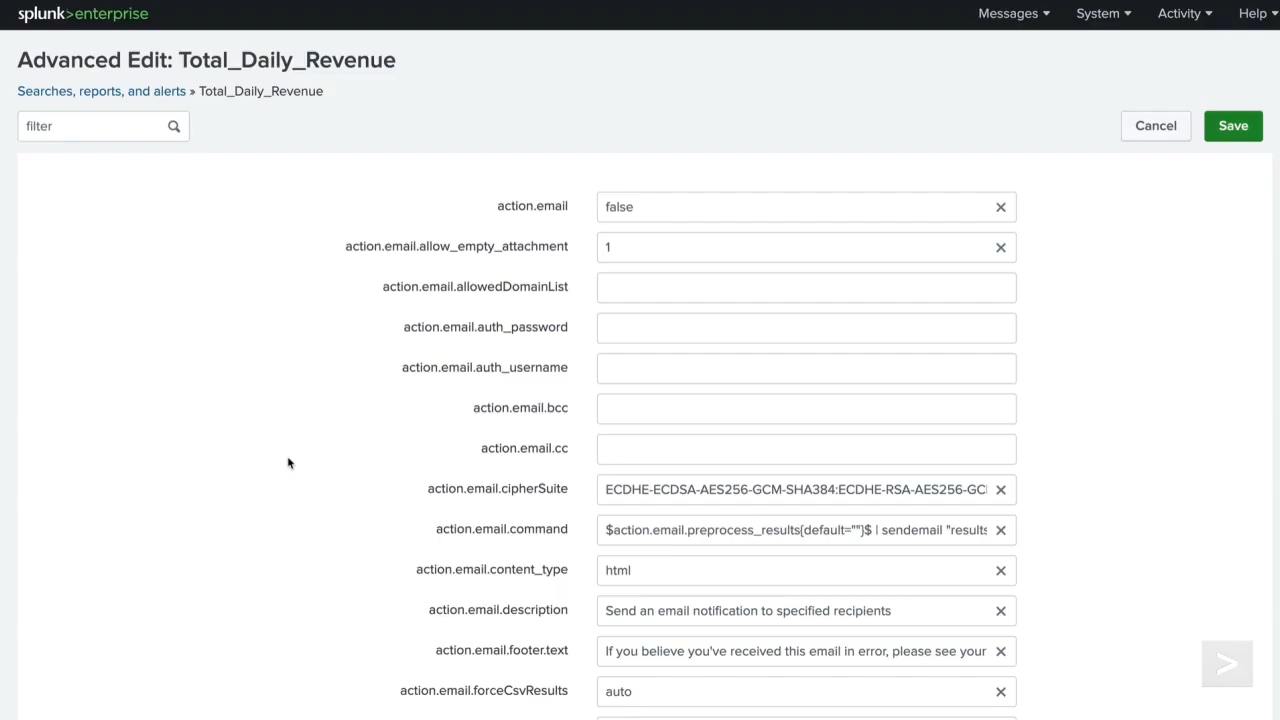 splunk>enterprise Messages System Activity Help
Advanced Edit: Total_Daily_Revenue
Searches, reports, and alerts » Total_Daily_Revenue
filter Cancel Save
action.email false
action.email.allow_empty_attachment 1
action.email.allowedDomainList
action.email.auth_password
action.email.auth_username
action.email.bcc
action.email.cc
action.email.cipherSuite ECDHE-ECDSA-AES256-GCM-SHA384:ECDHE-RSA-AES256-GC
action.email.command $action.email.preprocess_results{default=""}$ | sendemail "results
action.email.content_type html
action.email.description Send an email notification to specified recipients
action.email.footer.text If you believe you've received this email in error, please see your
action.email.forceCsvResults auto